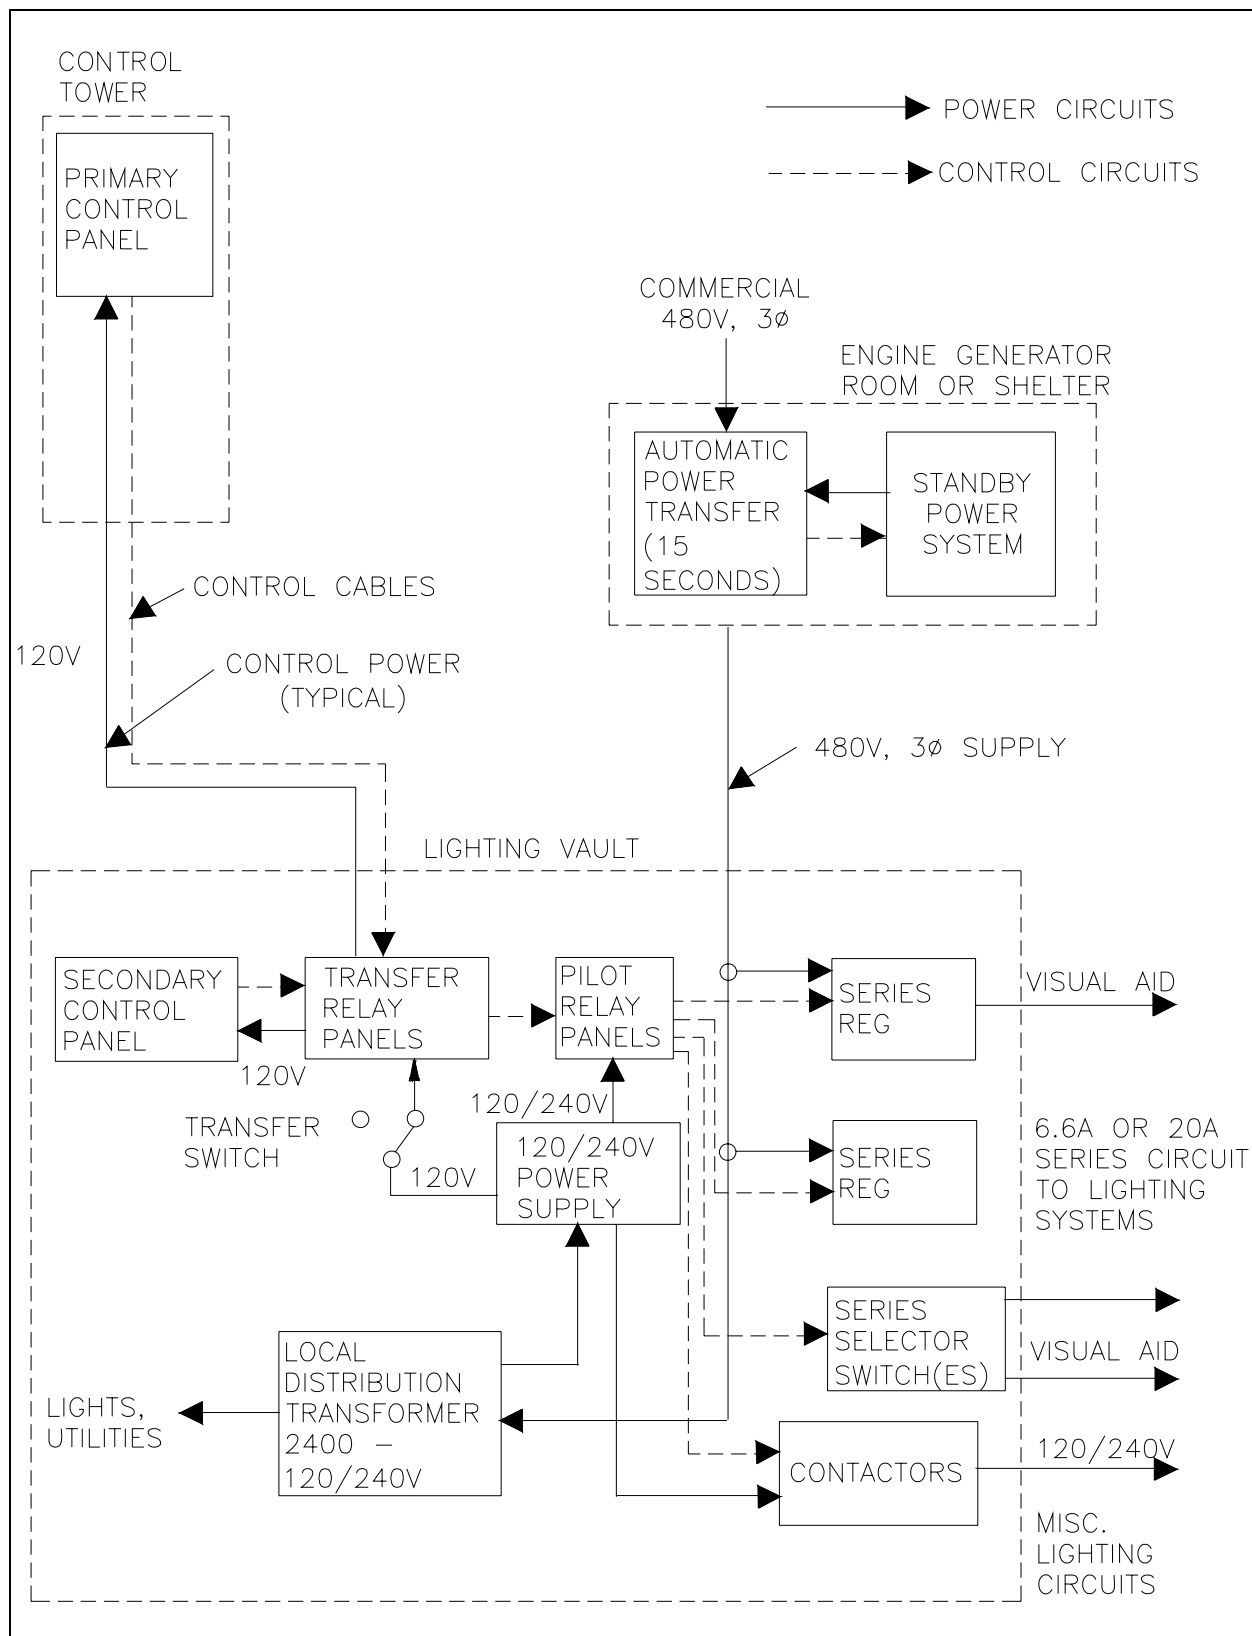 CONTROL
TOWER
PRIMARY
CONTROL
PANEL
POWER CIRCUITS
CONTROL CIRCUITS
COMMERCIAL
480V, 3ø
ENGINE GENERATOR
ROOM OR SHELTER
AUTOMATIC
POWER
TRANSFER
(15
SECONDS)
STANDBY
POWER
SYSTEM
CONTROL CABLES
120V
CONTROL POWER
(TYPICAL)
480V, 3ø SUPPLY
LIGHTING VAULT
SECONDARY
CONTROL
PANEL
TRANSFER
RELAY
PANELS
PILOT
RELAY
PANELS
SERIES
REG
VISUAL AID
120V
TRANSFER
SWITCH
120/240V
120V
120/240V
POWER
SUPPLY
SERIES
REG
6.6A OR 20A
SERIES CIRCUIT
TO LIGHTING
SYSTEMS
SERIES
SELECTOR
SWITCH(ES)
VISUAL AID
LIGHTS,
UTILITIES
LOCAL
DISTRIBUTION
TRANSFORMER
2400 –
120/240V
CONTACTORS
120/240V
MISC.
LIGHTING
CIRCUITS